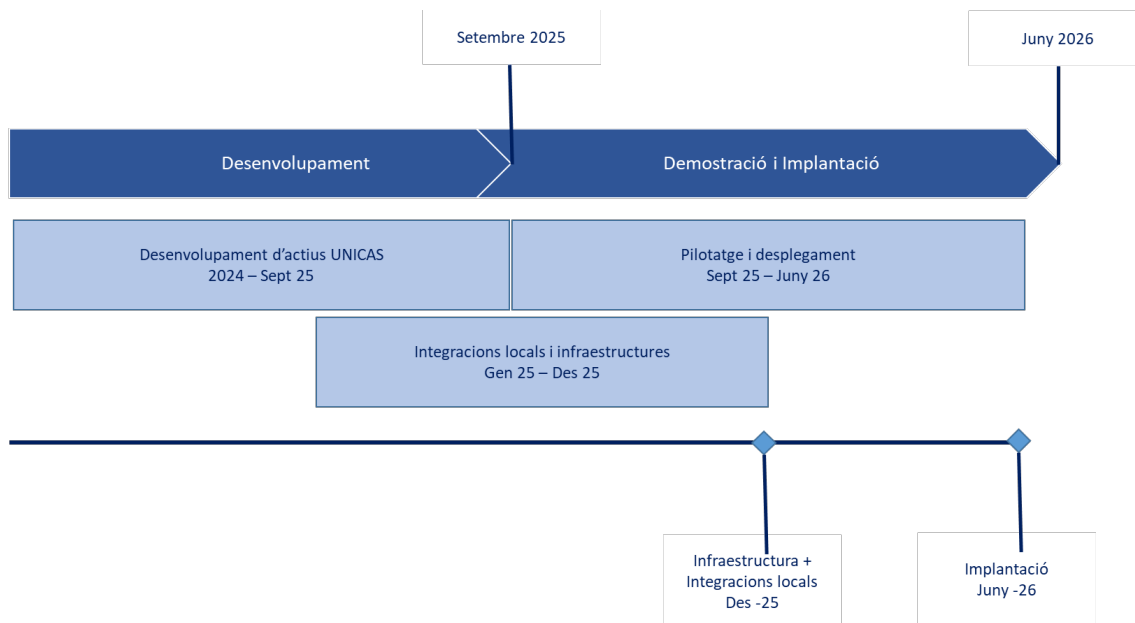 Setembre 2025
Juny 2026
Desenvolupament
Demostració i Implantació
Desenvolupament d'actius UNICAS
2024 – Sept 25
Pilotatge i desplegament
Sept 25 – Juny 26
Integracions locals i infraestructures
Gen 25 – Des 25
Infraestructura +
Integracions locals
Des -25
Implantació
Juny -26